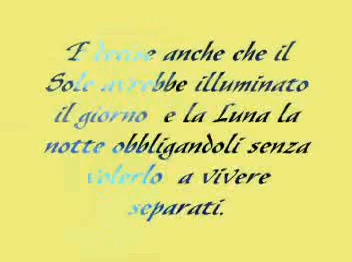 E decise anche che il
Sole avrebbe illuminato
il giorno e la Luna la
notte obbligandoli senza
volerlo a vivere
separati.